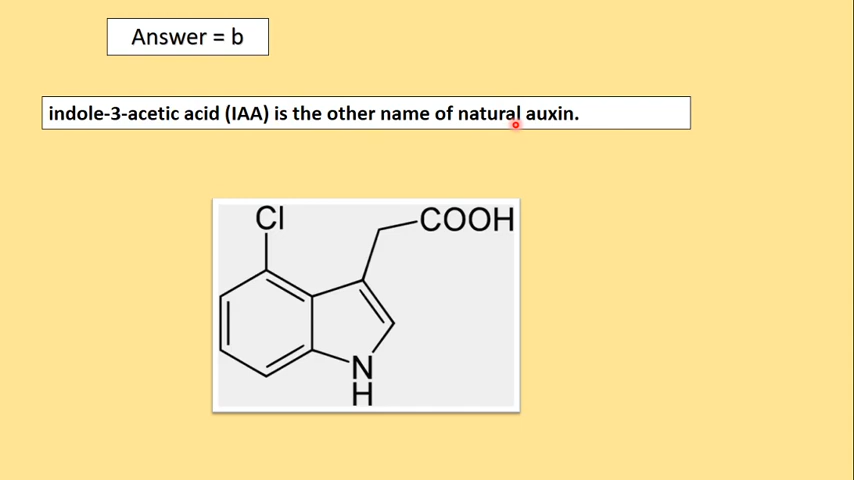 Answer = b
indole-3-acetic acid (IAA) is the other name of natural auxin.
Cl
COOH
N
H